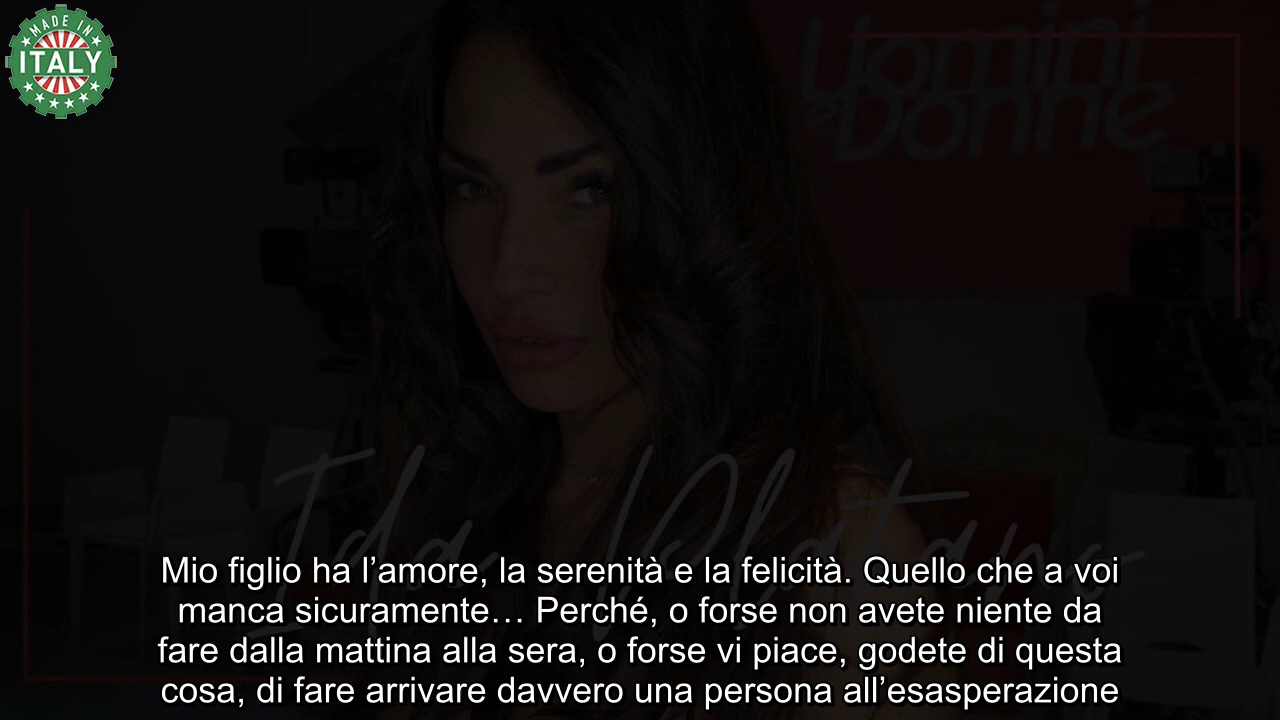 MADE IN
ITALY
Uomini
e Donne
Ida Platano
Mio figlio ha l’amore, la serenità e la felicità. Quello che a voi
manca sicuramente… Perché, o forse non avete niente da
fare dalla mattina alla sera, o forse vi piace, godete di questa
cosa, di fare arrivare davvero una persona all’esasperazione